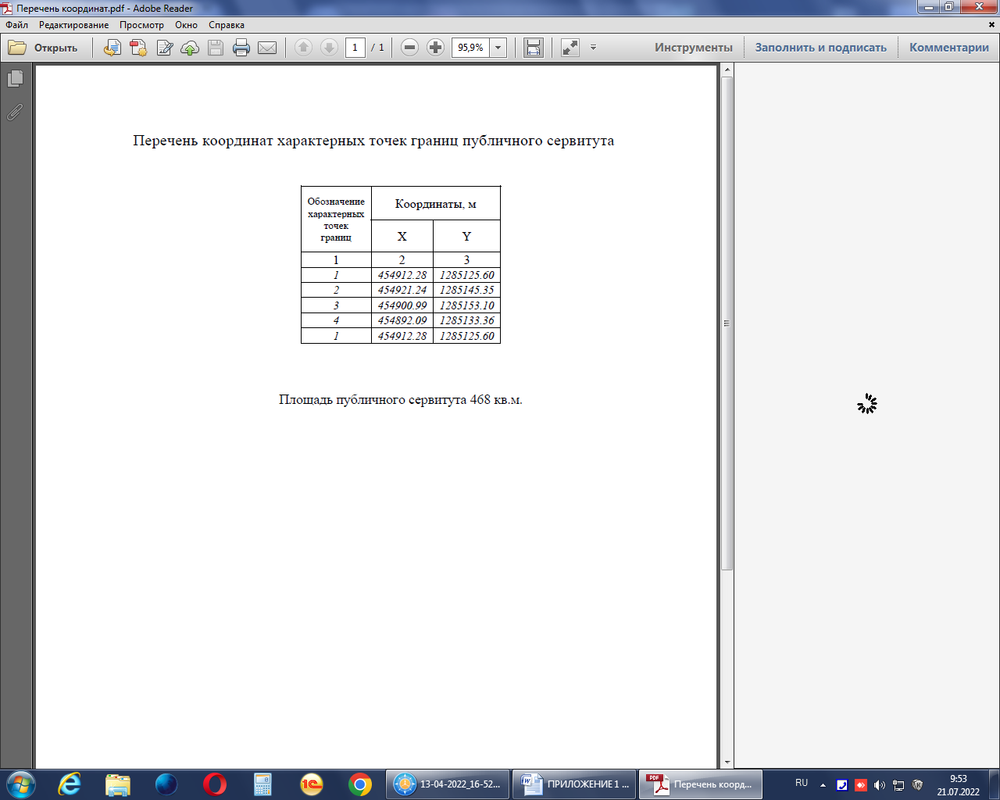 Перечень координат.pdf - Adobe Reader
Файл Редактирование Просмотр Окно Справка
Открыть 1 / 1 95,9% Инструменты Заполнить и подписать Комментарии
Перечень координат характерных точек границ публичного сервитута
Обозначение характерных точек границ
Координаты, м
X Y
1 2 3
1 454912.28 1285125.60
2 454921.24 1285145.35
3 454900.99 1285153.10
4 454892.09 1285133.36
1 454912.28 1285125.60
Площадь публичного сервитута 468 кв.м.
13-04-2022_16-52... ПРИЛОЖЕНИЕ 1 ... Перечень коорд... RU 9:53
21.07.2022